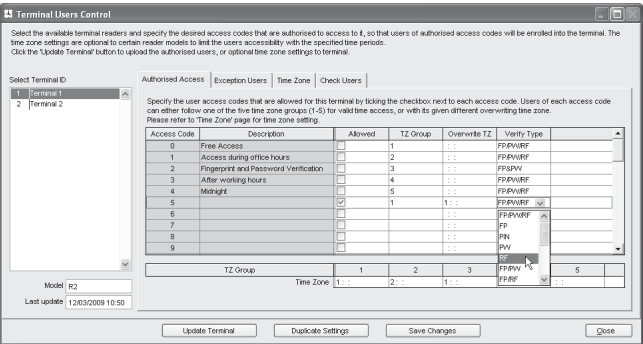 Terminal Users Control
Select the available terminal readers and specify the desired access codes that are authorised to access to it, so that users of authorised access codes will be enrolled into the terminal. The
time zone settings are optional to certain reader models to limit the users accessibility with the specified time periods.
Click the 'Update Terminal' button to upload the authorised users, or optional time zone settings to terminal.
Select Terminal ID
1 Terminal 1
2 Terminal 2
Model R2
Last update 12/03/2009 10:50
Authorised Access Exception Users Time Zone Check Users
Specify the user access codes that are allowed for this terminal by ticking the checkbox next to each access code. Users of each access code
can either follow one of the five time zone groups (1-5) for valid time access, or with its given different overwriting time zone.
Please refer to 'Time Zone' page for time zone setting.
Access Code Description Allowed TZ Group Overwrite TZ Verify Type
0 Free Access 1 : : FP/PW/RF
1 Access during office hours 2 : : FP/PW/RF
2 Fingerprint and Password Verification 3 : : FP&PW
3 After working hours 4 : : FP/PW/RF
4 Midnight 5 : : FP/PW/RF
5 1 1 : : FP/PW/RF
6 : :
7 : :
8 : :
9 : :
FP/PW/RF
FP
PIN
PW
RF
FP/PW
FP/RF
TZ Group 1 2 3 5
Time Zone 1 : : 2 : : 1 : : : :
Update Terminal Duplicate Settings Save Changes Close